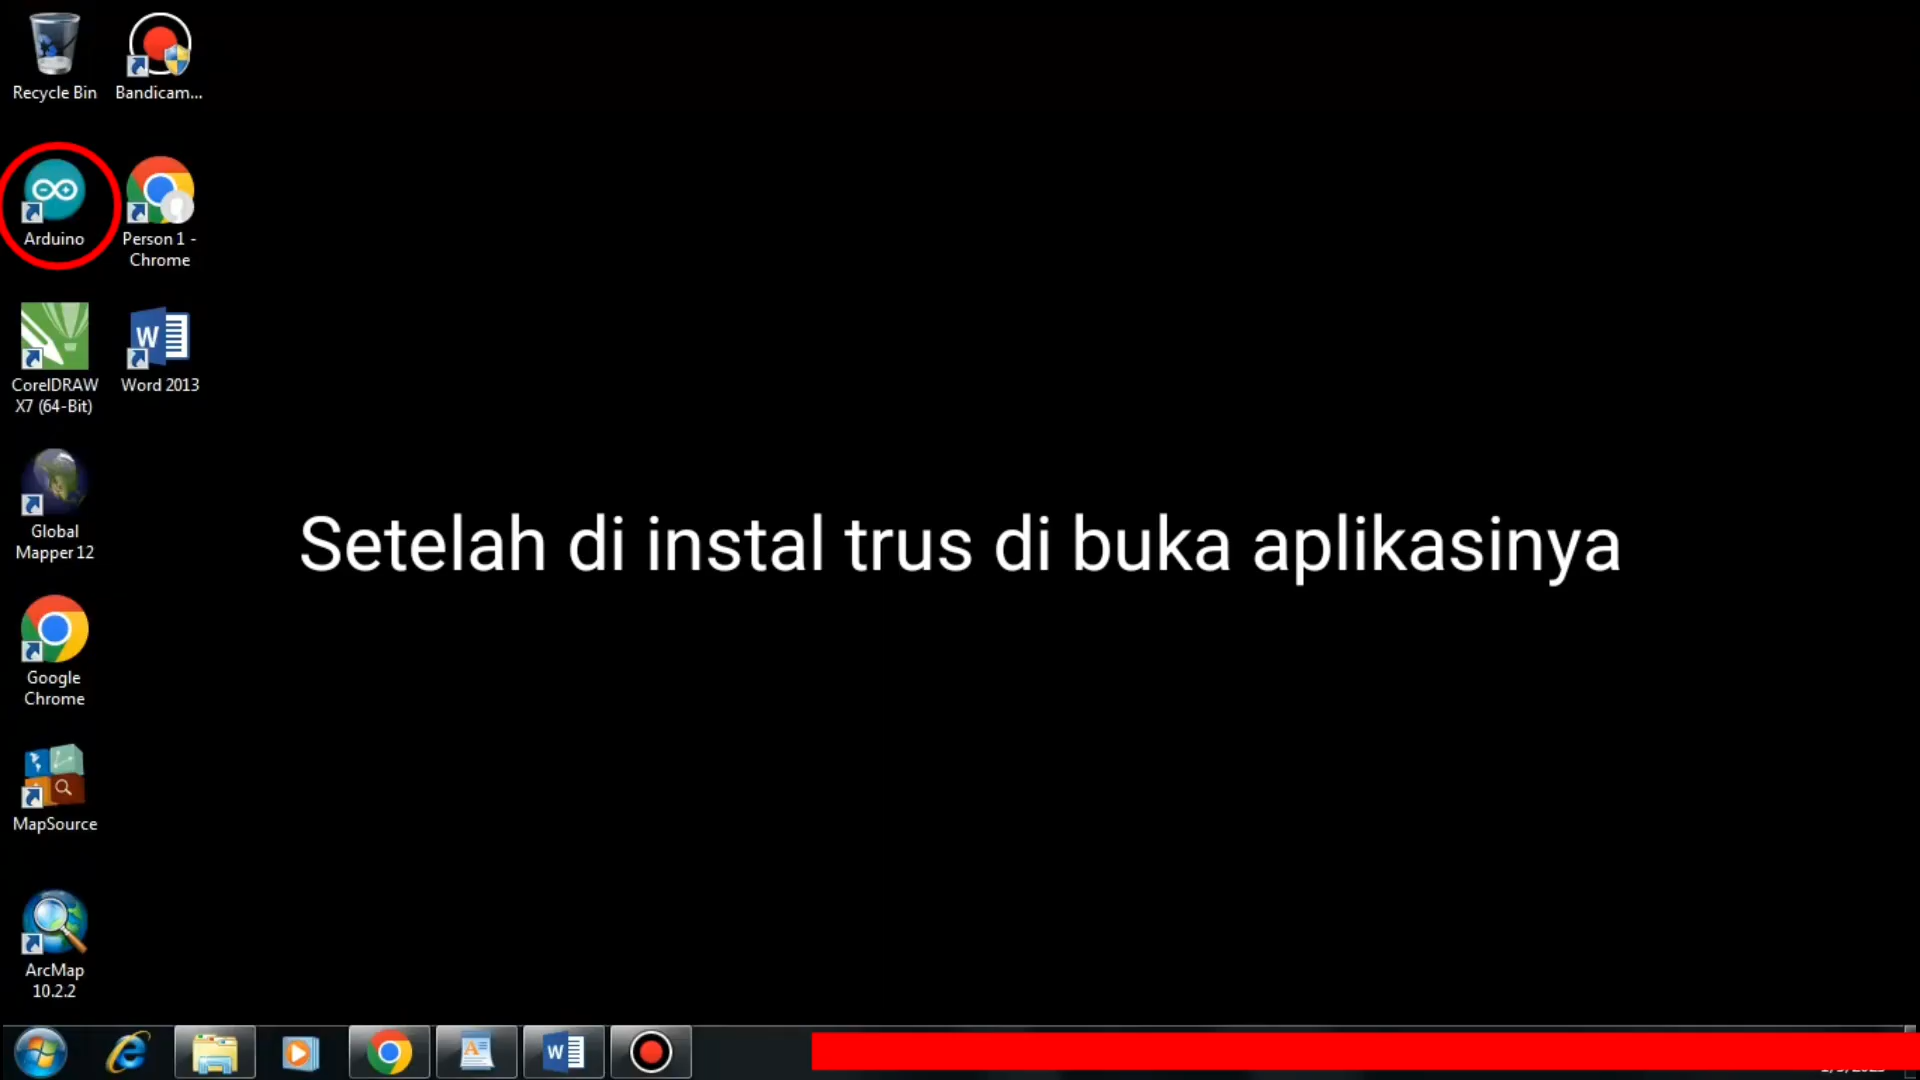 Recycle Bin
Bandicam...
Arduino
Person 1 -
Chrome
CorelDRAW
X7 (64-Bit)
Word 2013
Global
Mapper 12
Setelah di instal trus di buka aplikasinya
Google
Chrome
MapSource
ArcMap
10.2.2